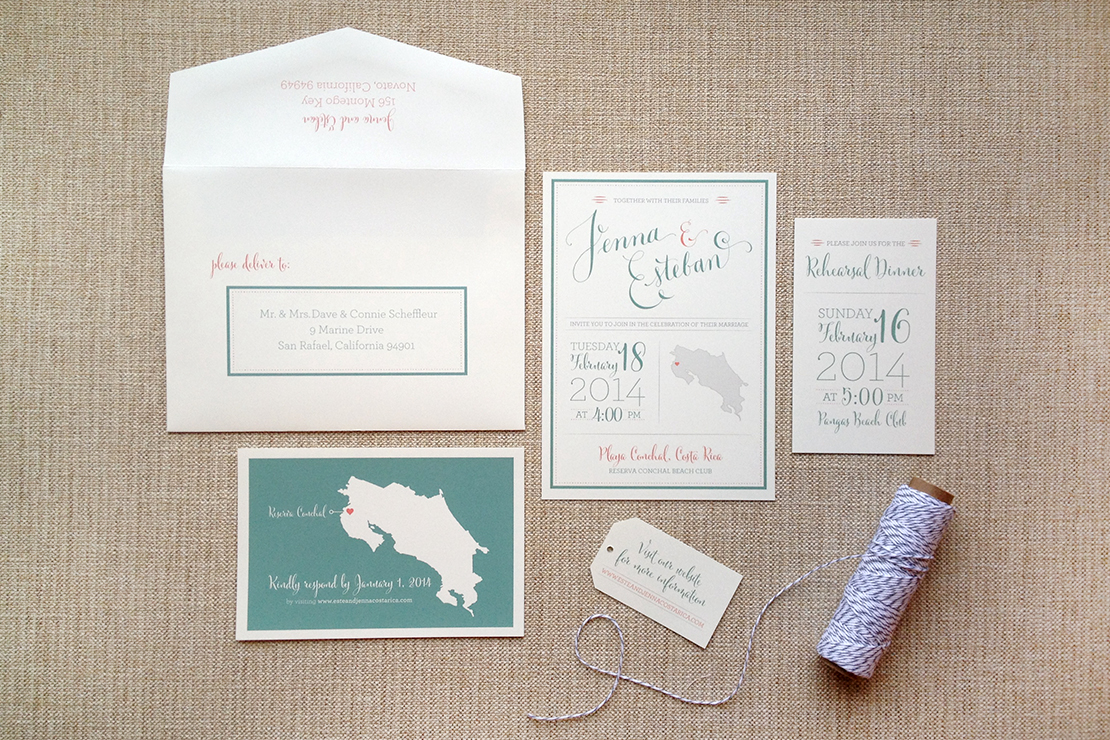 Jenna and Esteban
156 Montego Key
Novato, California 94949
please deliver to:
Mr. & Mrs.Dave & Connie Scheffleur
9 Marine Drive
San Rafael, California 94901
TOGETHER WITH THEIR FAMILIES
Jenna &
Esteban
INVITE YOU TO JOIN IN THE CELEBRATION OF THEIR MARRIAGE
TUESDAY
February 18
2014
AT 4:00 PM
Playa Conchal, Costa Rica
RESERVA CONCHAL BEACH CLUB
PLEASE JOIN US FOR THE
Rehearsal Dinner
SUNDAY
February 16
2014
AT 5:00 PM
Pangas Beach Club
Reserva Conchal
Kindly respond by January 1, 2014
by visiting www.esteandjennacostarica.com
Visit our website
for more information
WWW.ESTEANDJENNACOSTARICA.COM